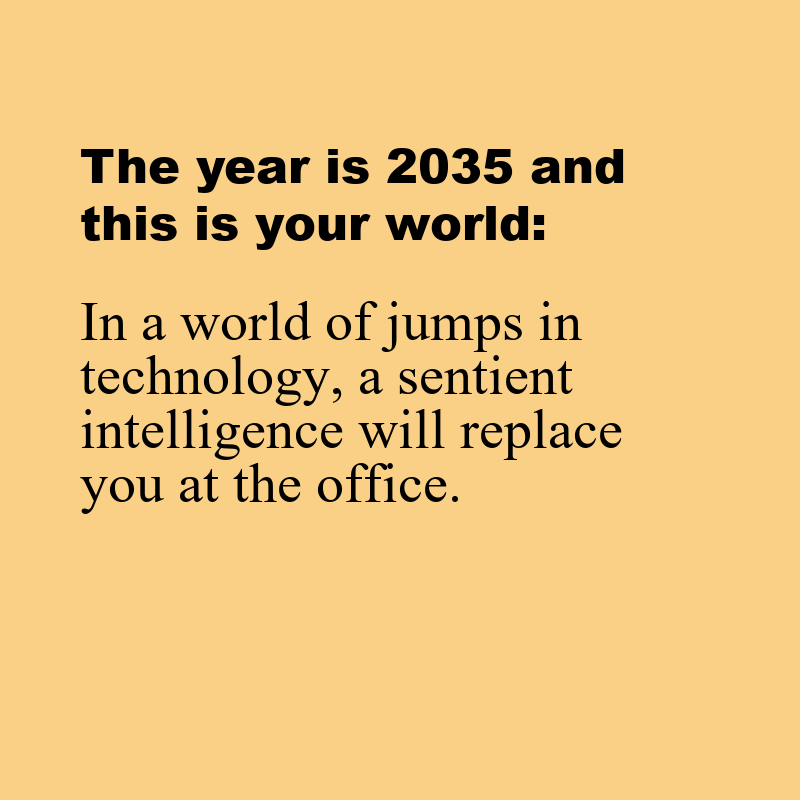 The year is 2035 and
this is your world:
In a world of jumps in
technology, a sentient
intelligence will replace
you at the office.